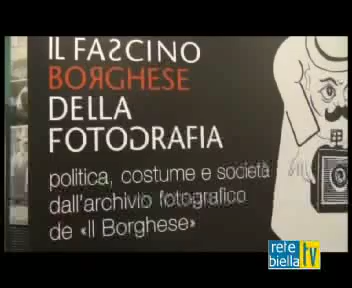 IL FASCINO
BORGHESE
DELLA
FOTOGRAFIA
politica, costume e società
dall'archivio fotografico
de «Il Borghese»
rete
biella tv